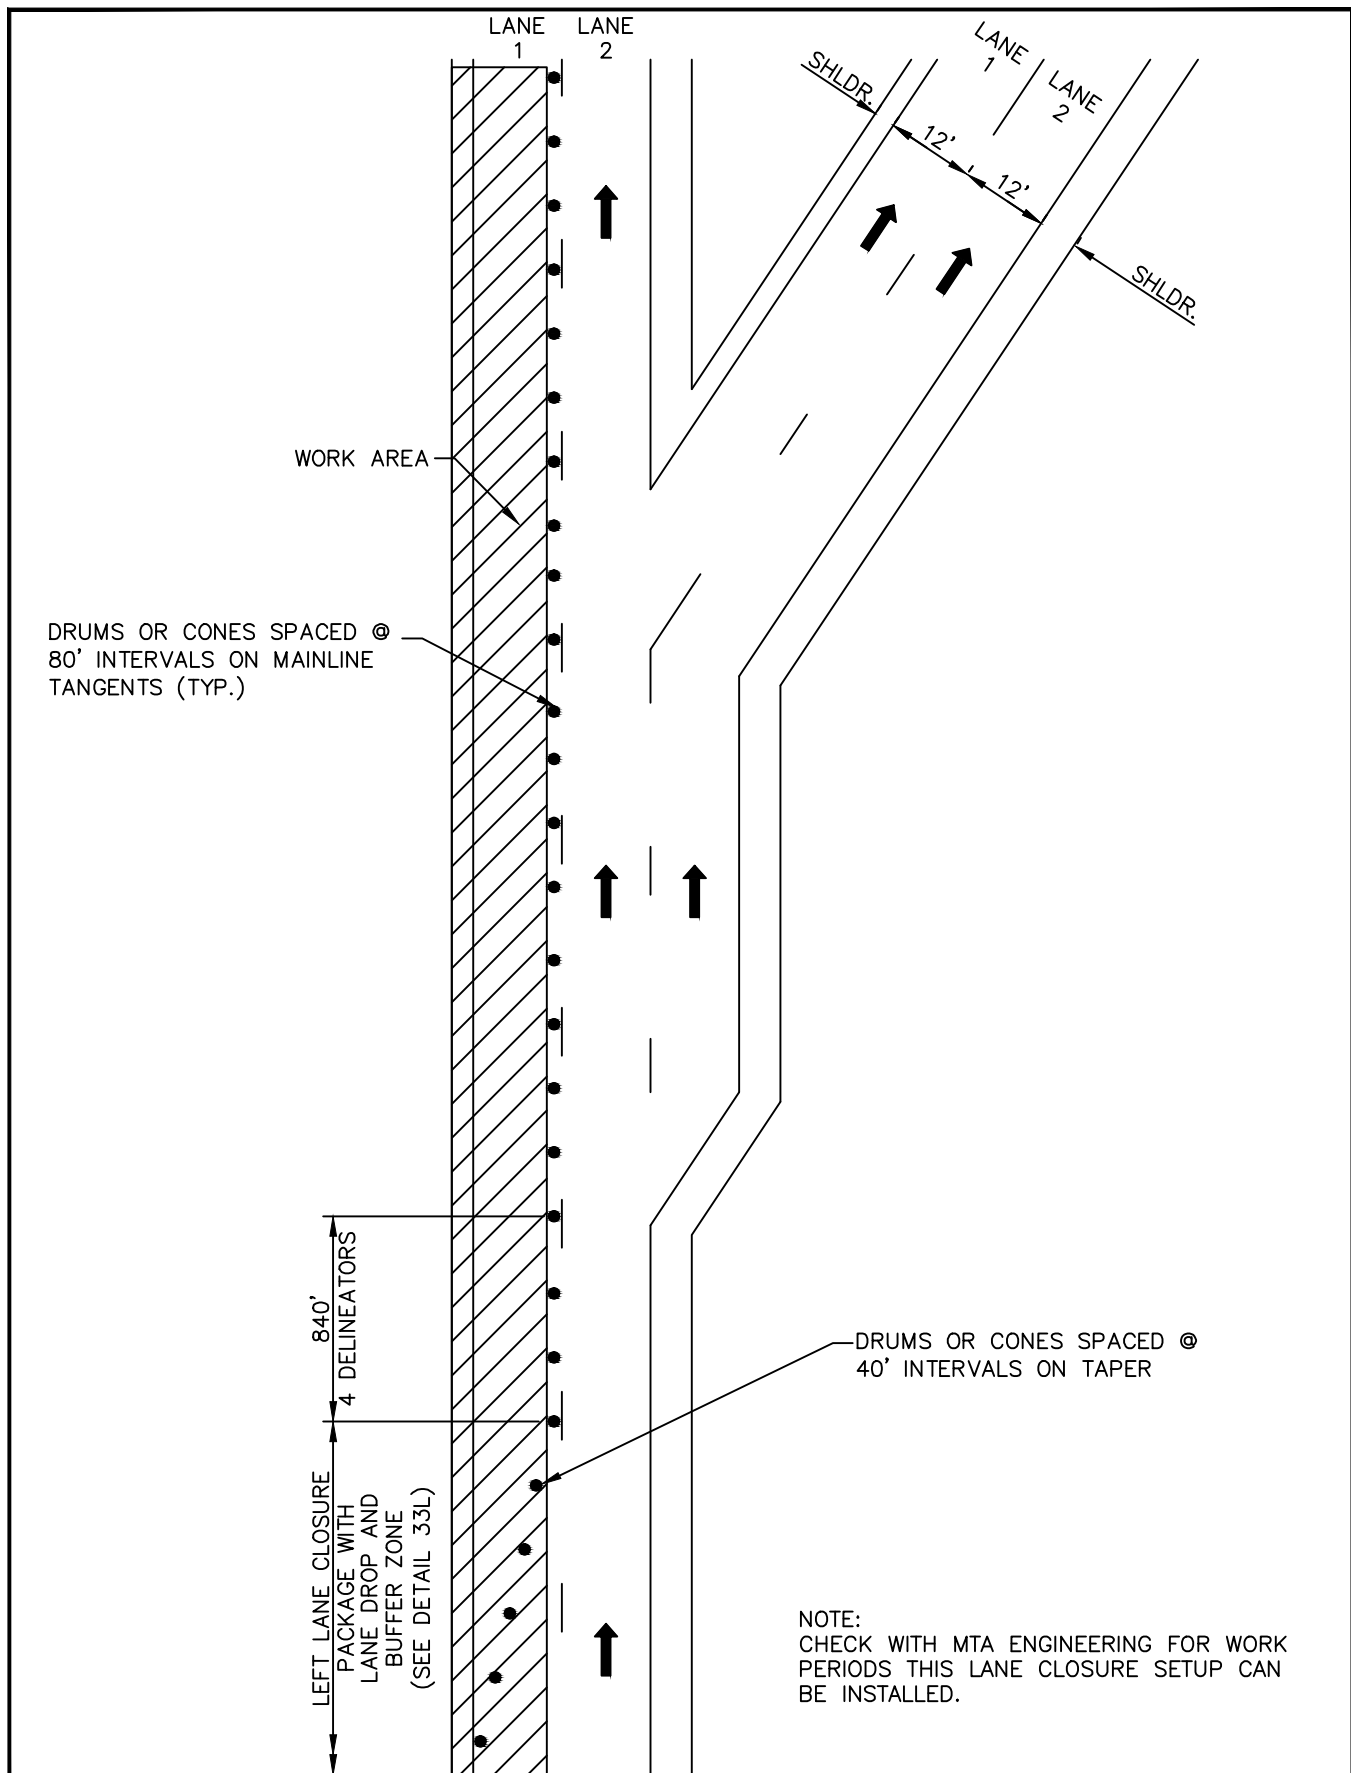 LANE
1
LANE
2
LANE
1
LANE
2
SHLDR.
12'
12'
SHLDR.
WORK AREA
DRUMS OR CONES SPACED @
80' INTERVALS ON MAINLINE
TANGENTS (TYP.)
840'
4 DELINEATORS
DRUMS OR CONES SPACED @
40' INTERVALS ON TAPER
LEFT LANE CLOSURE
PACKAGE WITH
LANE DROP AND
BUFFER ZONE
(SEE DETAIL 33L)
NOTE:
CHECK WITH MTA ENGINEERING FOR WORK
PERIODS THIS LANE CLOSURE SETUP CAN
BE INSTALLED.